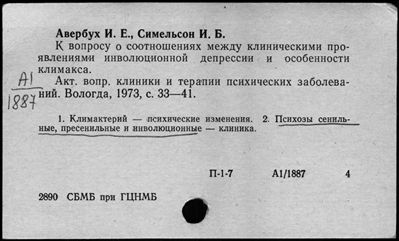 Авербух И. Е., Симельсон И. Б.
К вопросу о соотношениях между клиническими про-
явлениями инволюционной депрессии и особенности
климакса.
Акт. вопр. клиники и терапии психических заболева-
ний. Вологда, 1973, с. 33—41.
А1
1887
1. Климактерий — психические изменения. 2. Психозы сениль-
ные, пресенильные и инволюционные — клиника.
П-1-7 А1/1887 4
2890 СБМБ при ГЦНМБ